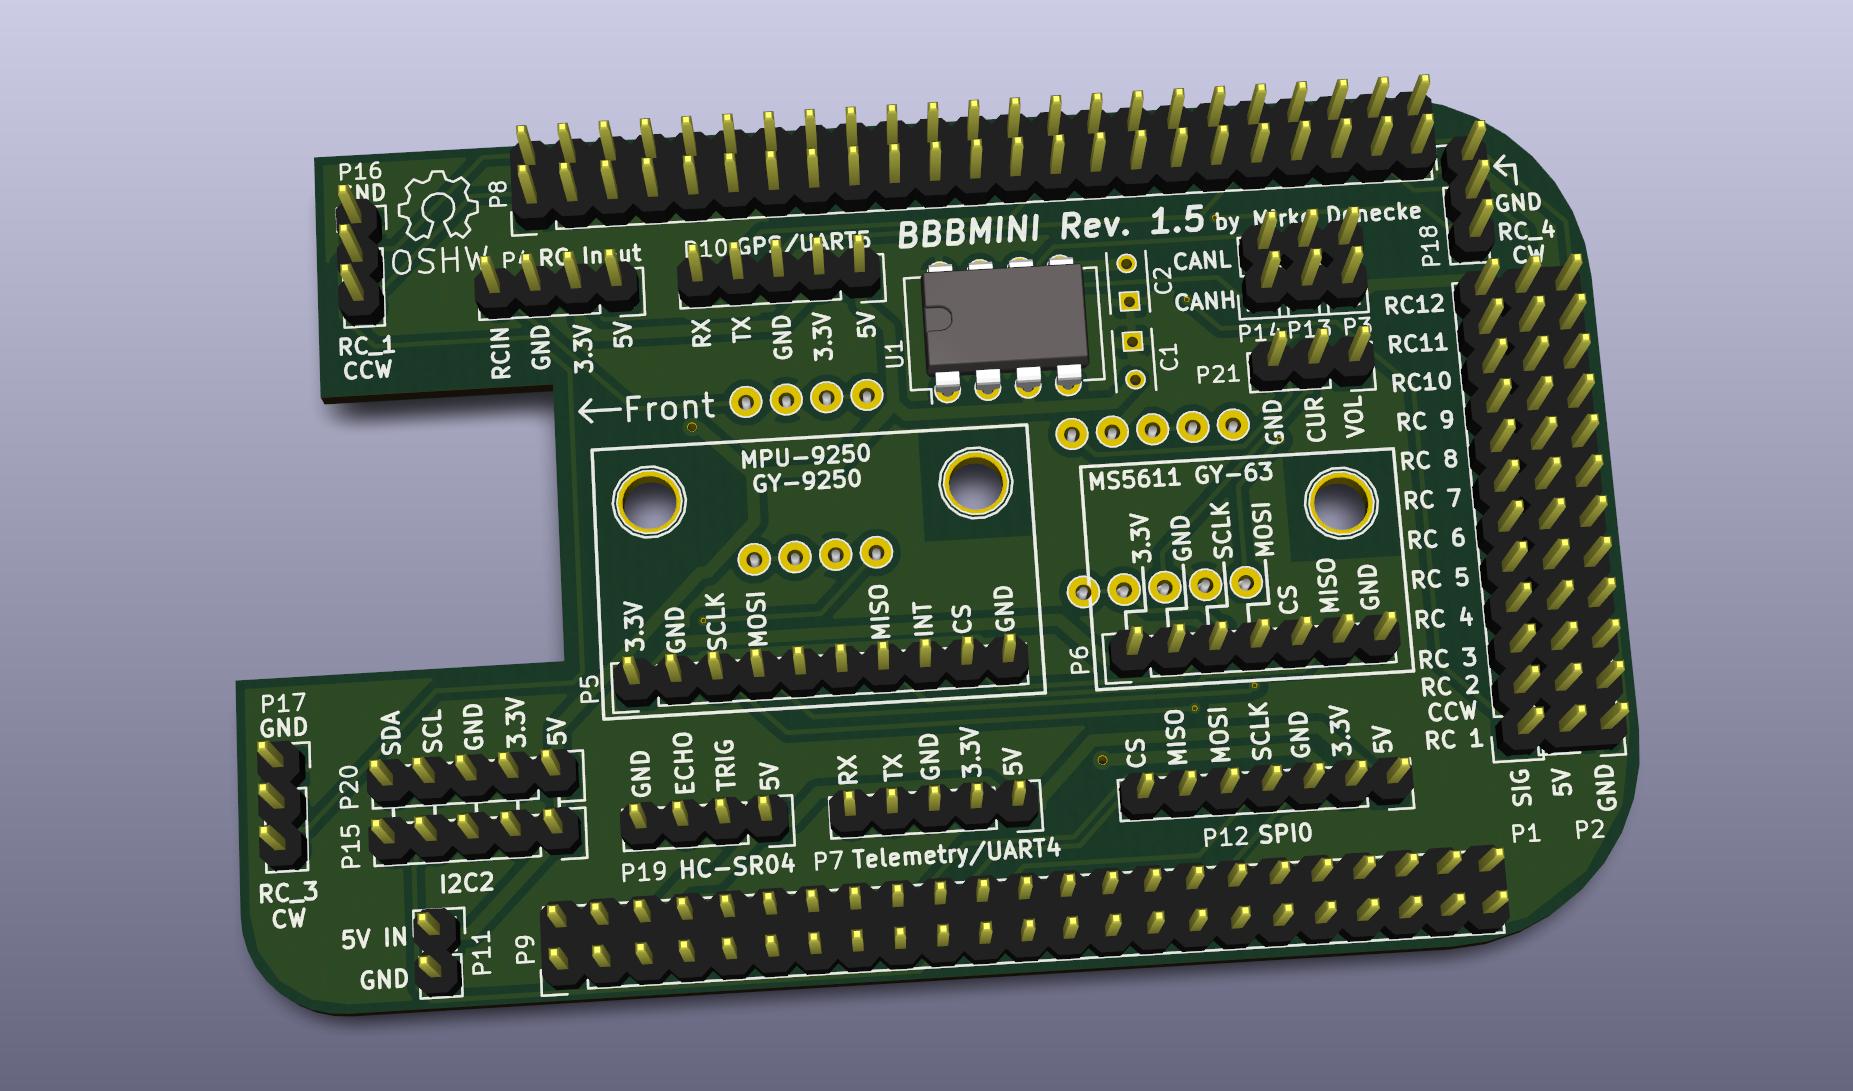 P16
GND
OSHW
RC_1
CCW
P8
P4 RC Input
RCIN
GND
3.3V
5V
P10 GPS/UART5
RX
TX
GND
3.3V
5V
BBBMINI Rev. 1.5 by Mirko Denecke
U1
C2
C1
CANL
CANH
P14
P13
P3
P21
GND
CUR
VOL
P18
GND
RC_4
CW
←Front
MPU-9250
GY-9250
3.3V
GND
SCLK
MOSI
MISO
INT
CS
GND
P5
MS5611 GY-63
3.3V
GND
SCLK
MOSI
CS
MISO
GND
P6
RC12
RC11
RC10
RC 9
RC 8
RC 7
RC 6
RC 5
RC 4
RC 3
RC 2
CCW
RC 1
SIG
5V
GND
P1
P2
P17
GND
RC_3
CW
SDA
SCL
GND
3.3V
5V
P20
P15
I2C2
GND
ECHO
TRIG
5V
P19 HC-SR04
RX
TX
GND
3.3V
5V
P7 Telemetry/UART4
CS
MISO
MOSI
SCLK
GND
3.3V
5V
P12 SPI0
5V IN
GND
P11
P9